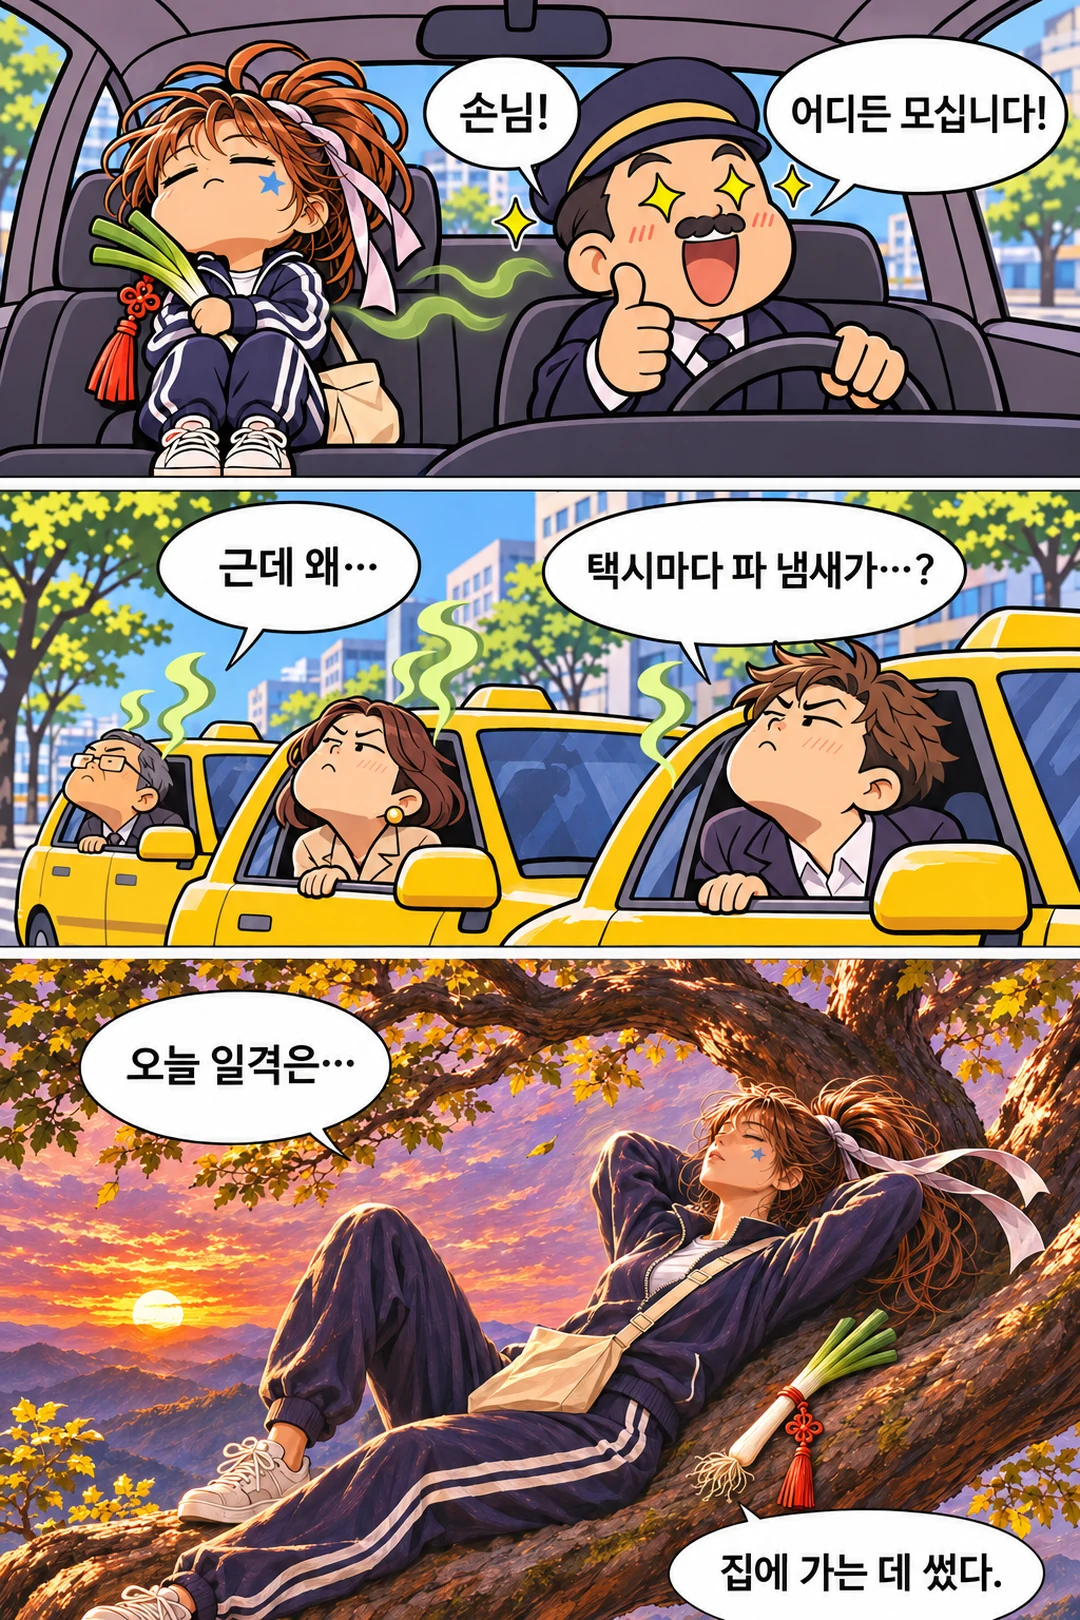 손님!
어디든 모십니다!
근데 왜…
택시마다 파 냄새가…?
오늘 일격은…
집에 가는 데 썼다.